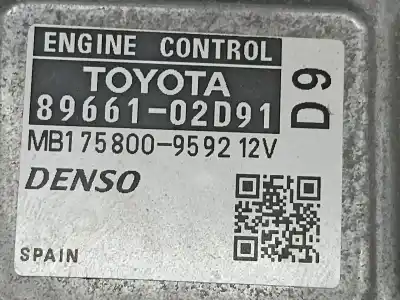 ENGINE CONTROL
TOYOTA
89661-02D91
D9
MB175800-9592 12V
DENSO
SPAIN